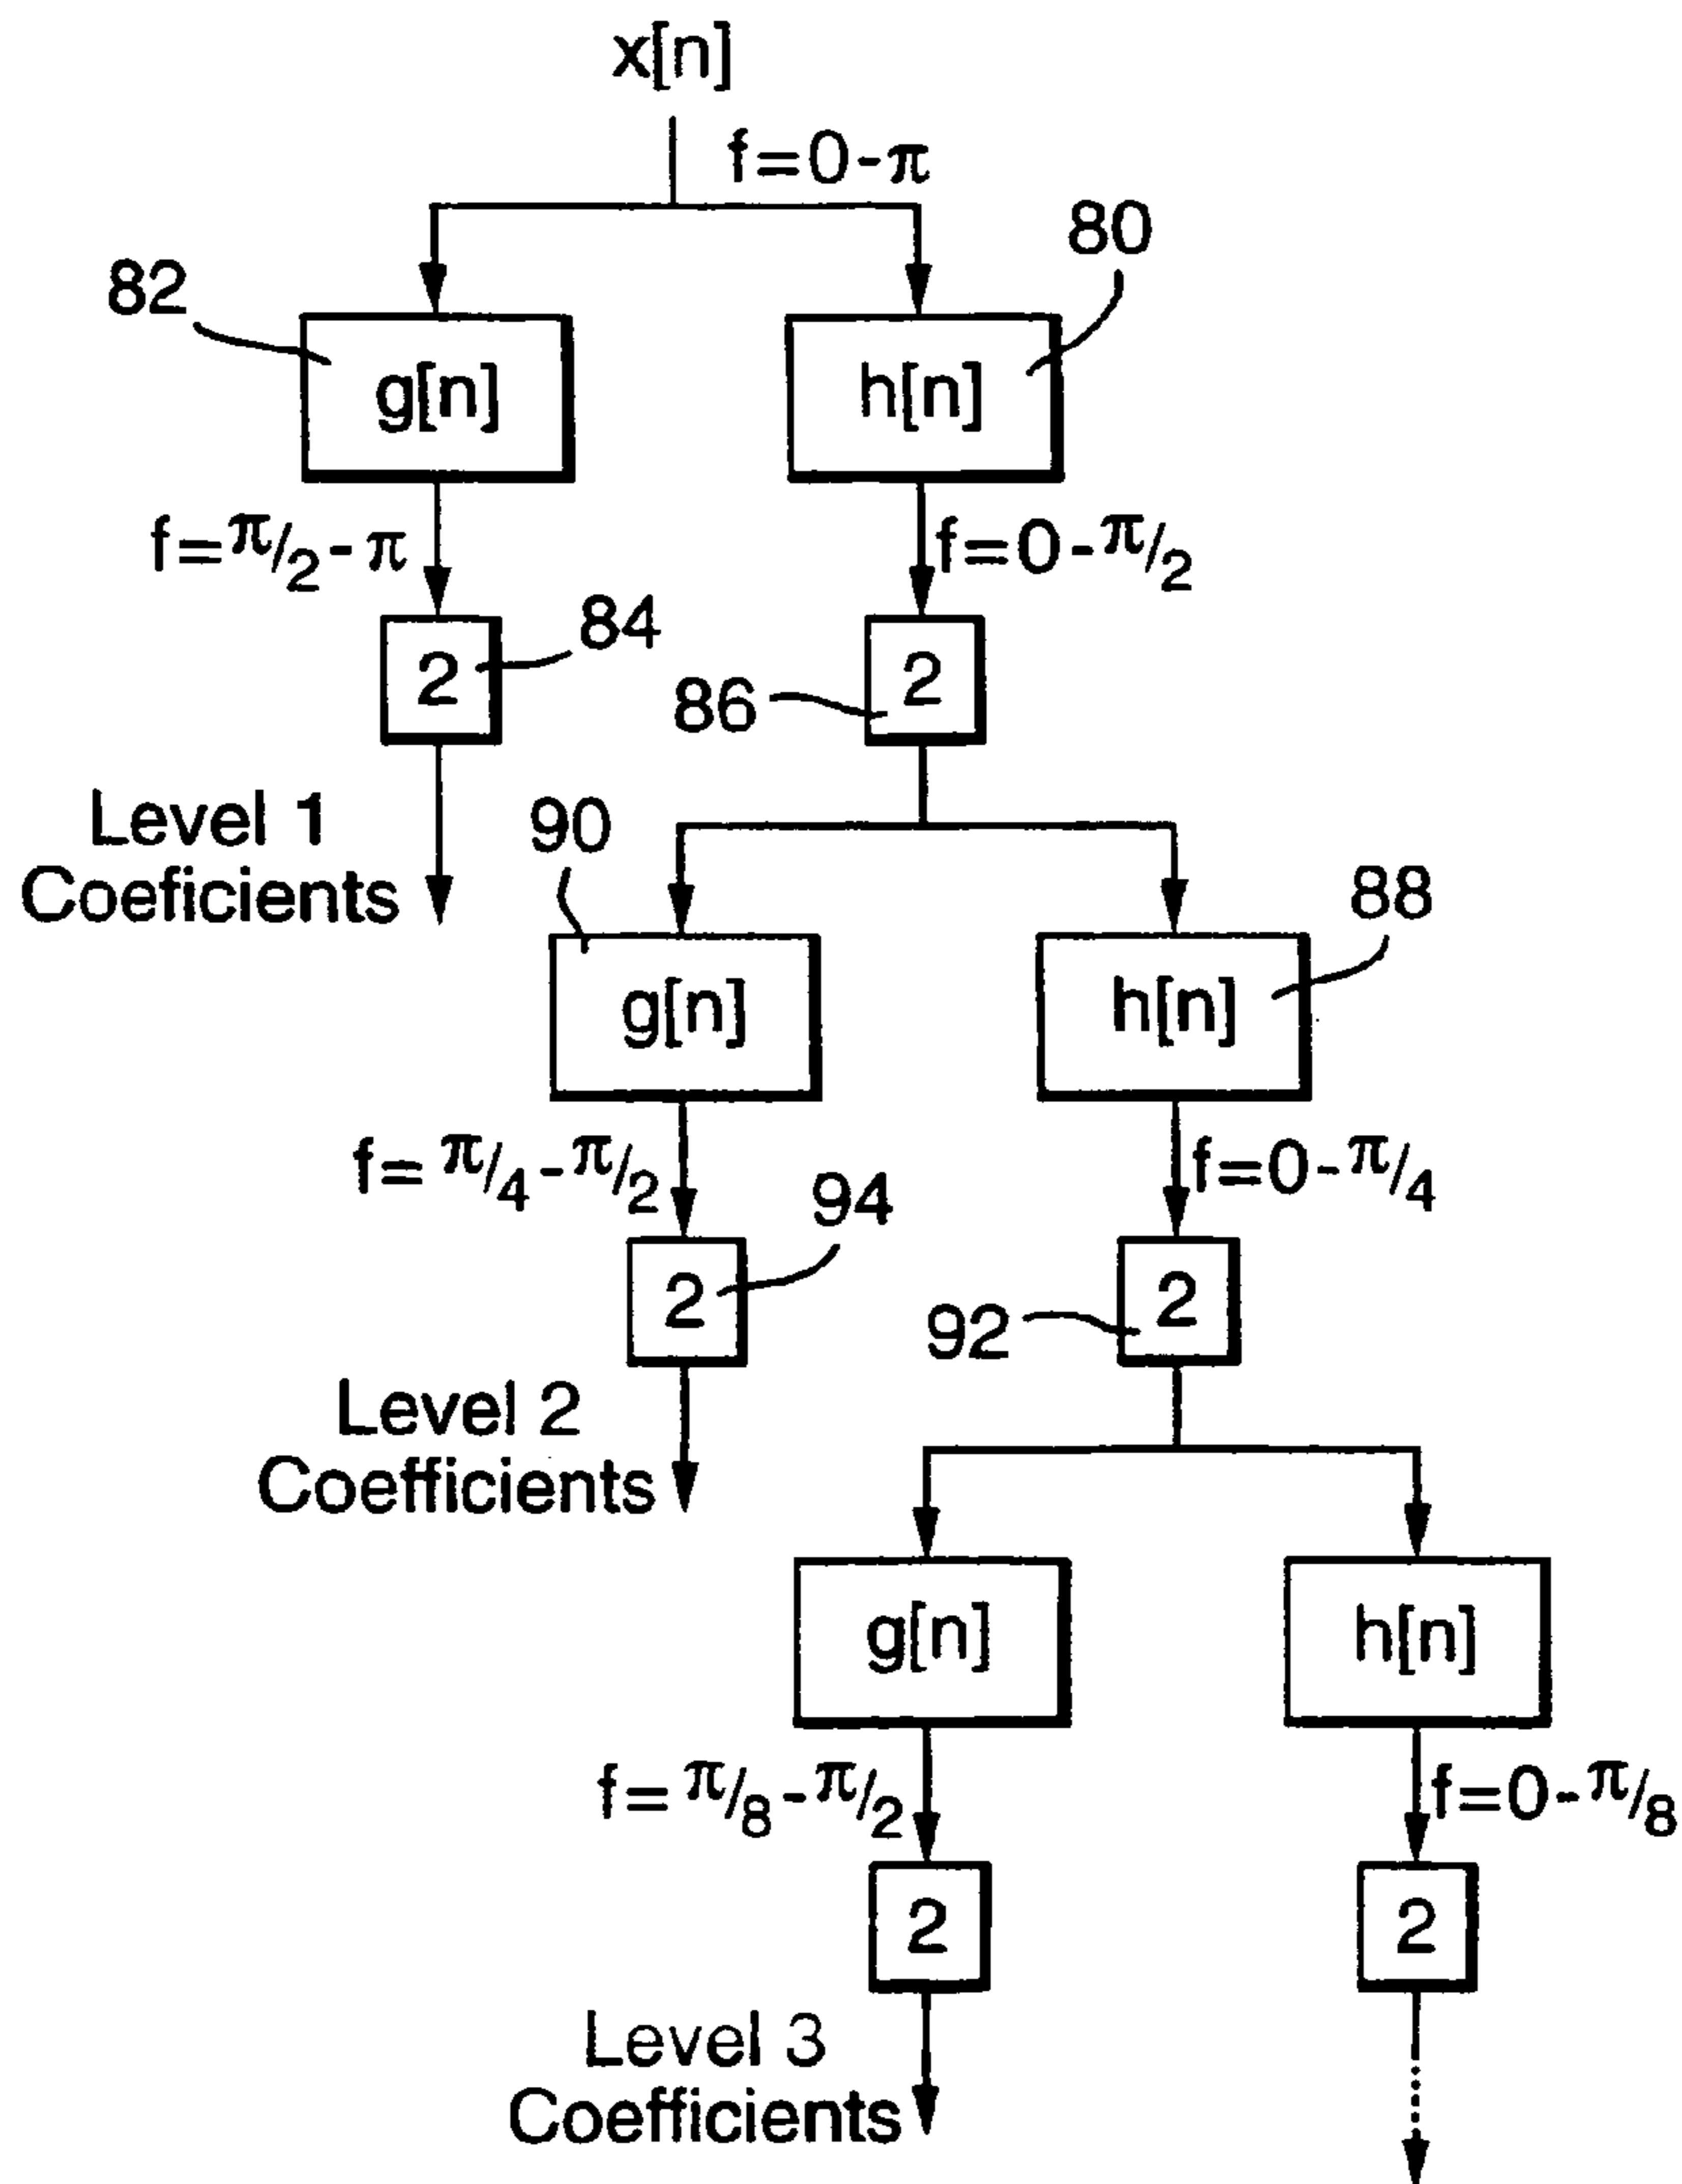 x[n]
f=0-π
80
82
g[n]
h[n]
f=π/2-π
f=0-π/2
84
2
2
86
Level 1
Coeficients
90
88
g[n]
h[n]
f=π/4-π/2
f=0-π/4
94
2
2
92
Level 2
Coefficients
g[n]
h[n]
f=π/8-π/2
f=0-π/8
2
2
Level 3
Coefficients